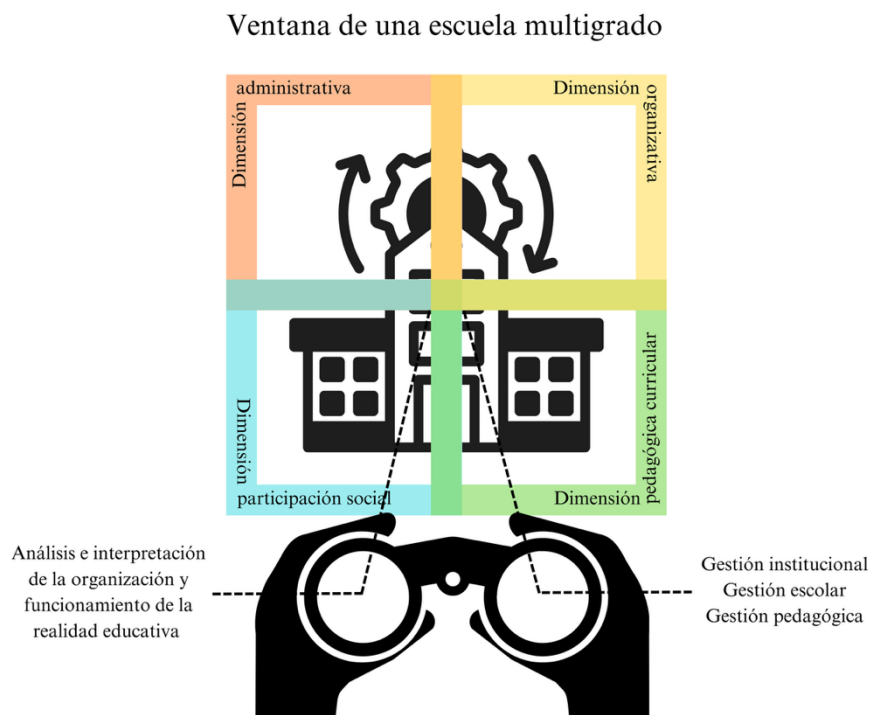 Ventana de una escuela multigrado
Dimensión
administrativa
Dimensión
organizativa
Dimensión
participación social
Dimensión
pedagógica curricular
Análisis e interpretación
de la organización y
funcionamiento de la
realidad educativa
Gestión institucional
Gestión escolar
Gestión pedagógica